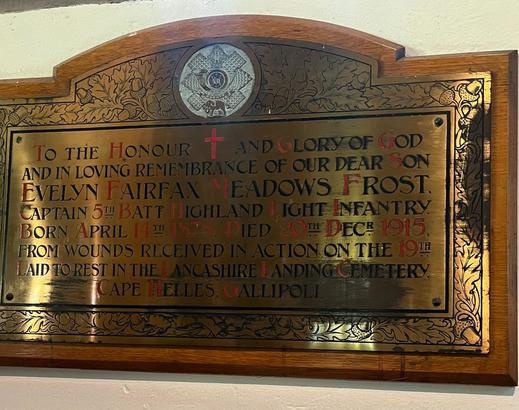 To the Honour and Glory of God
and in loving remembrance of our dear Son
Evelyn Fairfax Meadows Frost.
Captain 5th Batt Highland Light Infantry
Born April 14th Died 20th Decr 1915.
from wounds received in action on the 19th
Laid to rest in the Lancashire Landing Cemetery.
Cape Helles. Gallipoli.